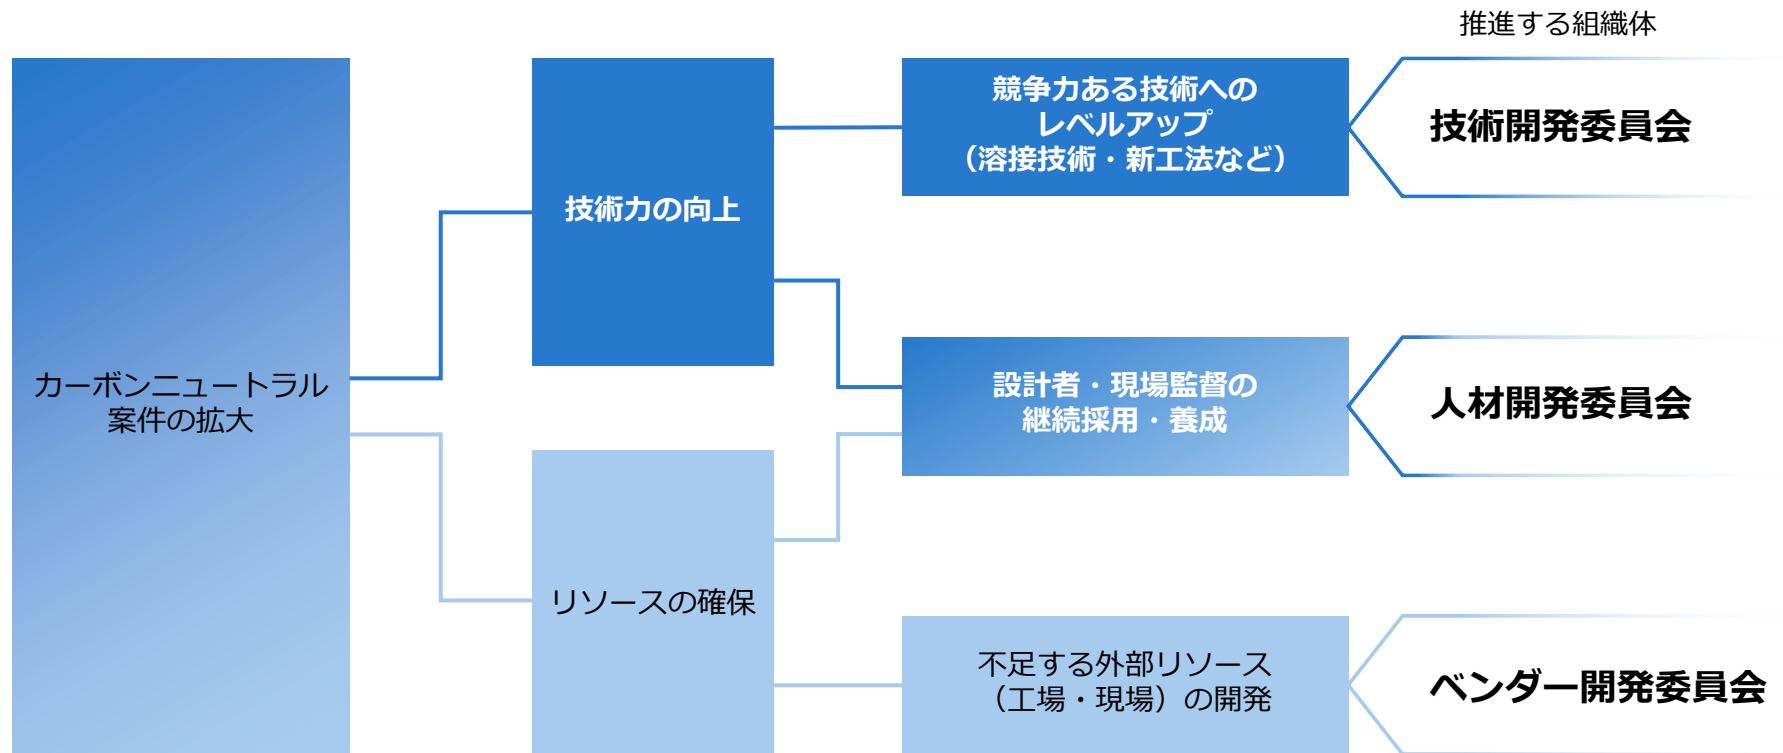 推進する組織体
カーボンニュートラル
案件の拡大
技術力の向上
リソースの確保
競争力ある技術への
レベルアップ
（溶接技術・新工法など）
技術開発委員会
設計者・現場監督の
継続採用・養成
人材開発委員会
不足する外部リソース
（工場・現場）の開発
ベンダー開発委員会